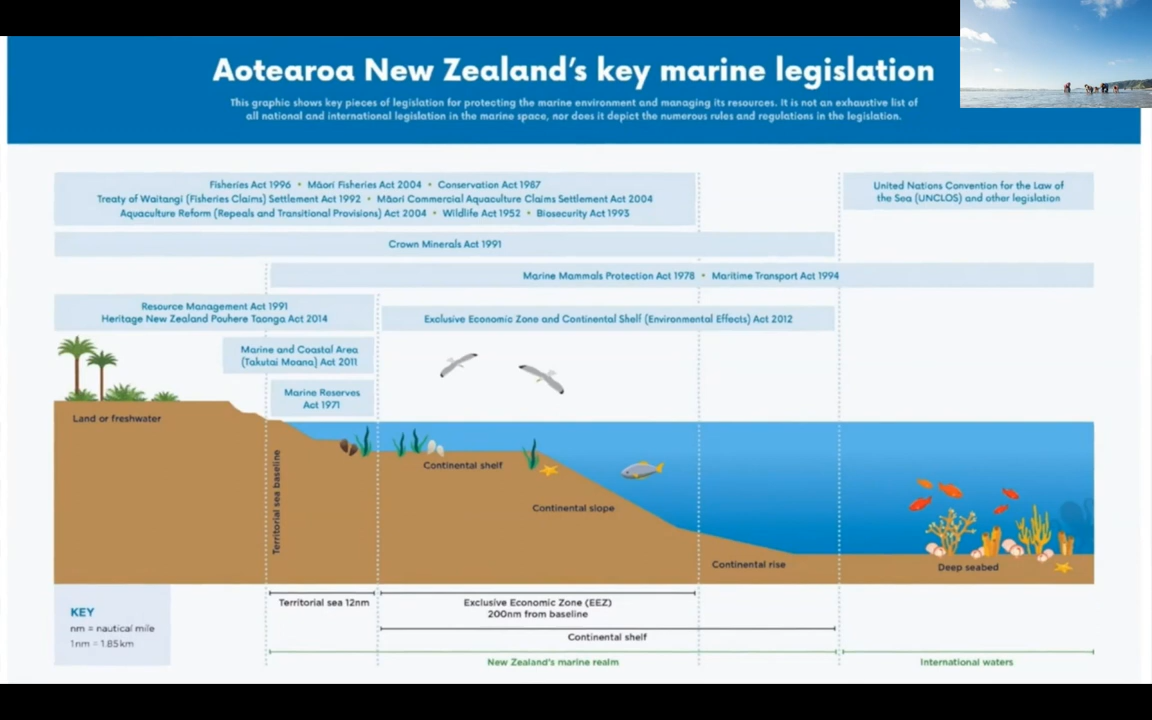 Aotearoa New Zealand's key marine legislation
This graphic shows key pieces of legislation for protecting the marine environment and managing its resources. It is not an exhaustive list of
all national and international legislation in the marine space, nor does it depict the numerous rules and regulations in the legislation.
Fisheries Act 1996 • Māori Fisheries Act 2004 • Conservation Act 1987
Treaty of Waitangi (Fisheries Claims) Settlement Act 1992 • Māori Commercial Aquaculture Claims Settlement Act 2004
Aquaculture Reform (Repeals and Transitional Provisions) Act 2004 • Wildlife Act 1952 • Biosecurity Act 1993
United Nations Convention for the Law of
the Sea (UNCLOS) and other legislation
Crown Minerals Act 1991
Marine Mammals Protection Act 1978 • Maritime Transport Act 1994
Resource Management Act 1991
Heritage New Zealand Pouhere Taonga Act 2014
Exclusive Economic Zone and Continental Shelf (Environmental Effects) Act 2012
Marine and Coastal Area
(Takutai Moana) Act 2011
Marine Reserves
Act 1971
Land or freshwater
Territorial sea baseline
Continental shelf
Continental slope
Continental rise
Deep seabed
Territorial sea 12nm
Exclusive Economic Zone (EEZ)
200nm from baseline
Continental shelf
New Zealand's marine realm
International waters
KEY
nm = nautical mile
1nm = 1.85km